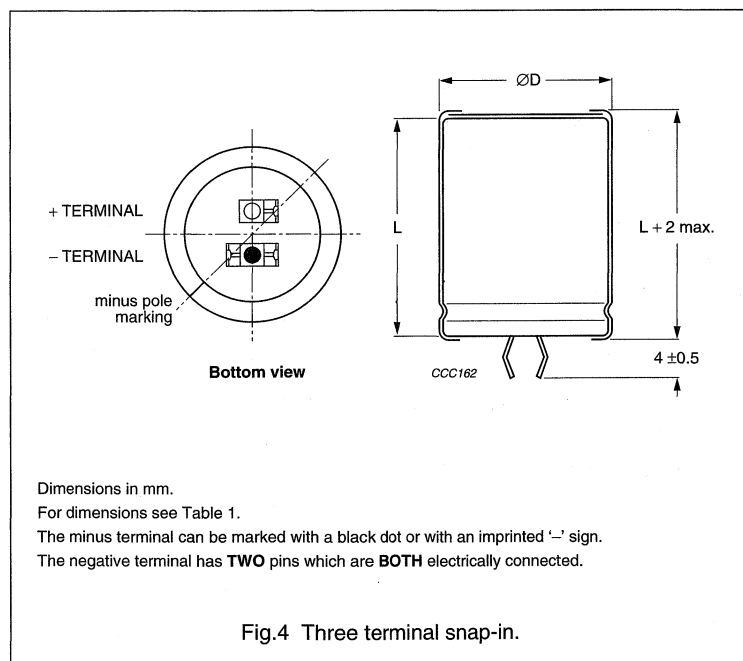 + TERMINAL
− TERMINAL
minus pole
marking
Bottom view
ØD
L
L + 2 max.
4 ±0.5
CCC162
Dimensions in mm.
For dimensions see Table 1.
The minus terminal can be marked with a black dot or with an imprinted '–' sign.
The negative terminal has TWO pins which are BOTH electrically connected.
Fig.4 Three terminal snap-in.